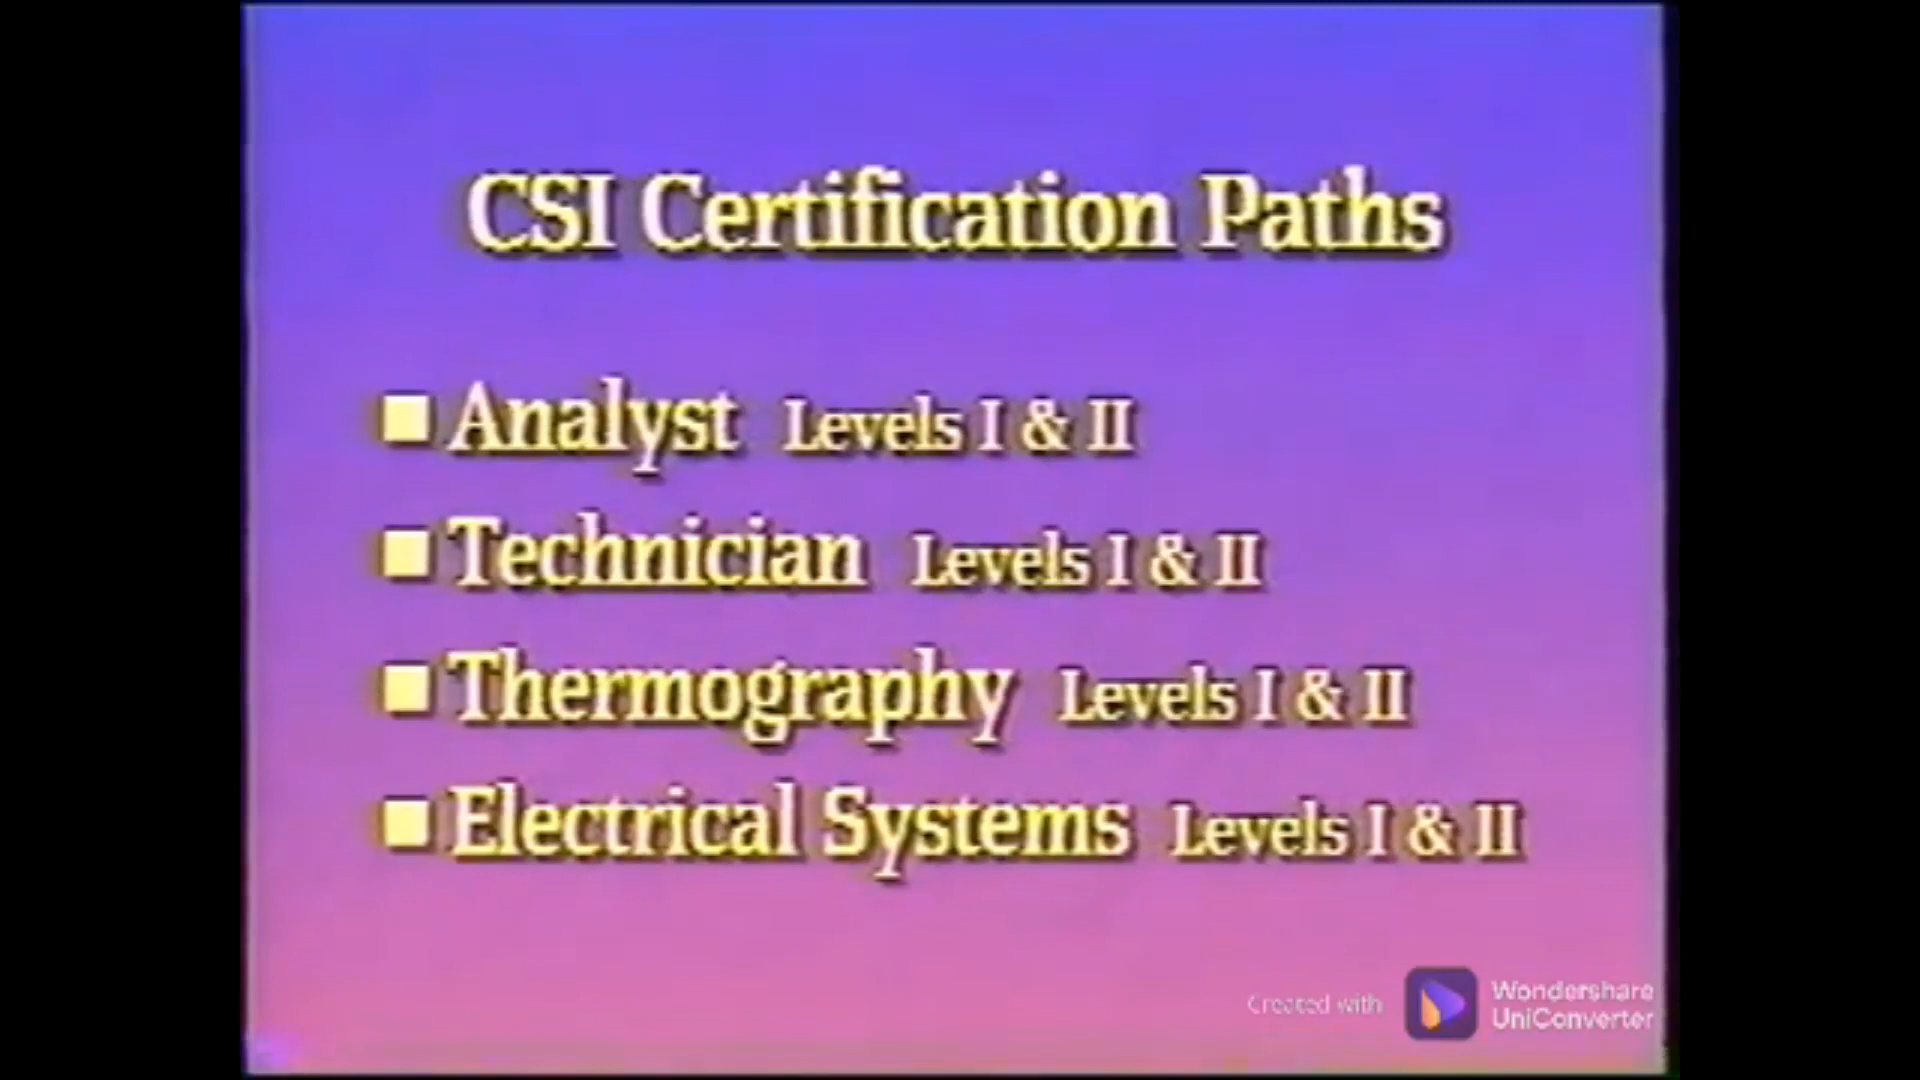 CSI Certification Paths
Analyst Levels I & II
Technician Levels I & II
Thermography Levels I & II
Electrical Systems Levels I & II
Created with
Wondershare
UniConverter